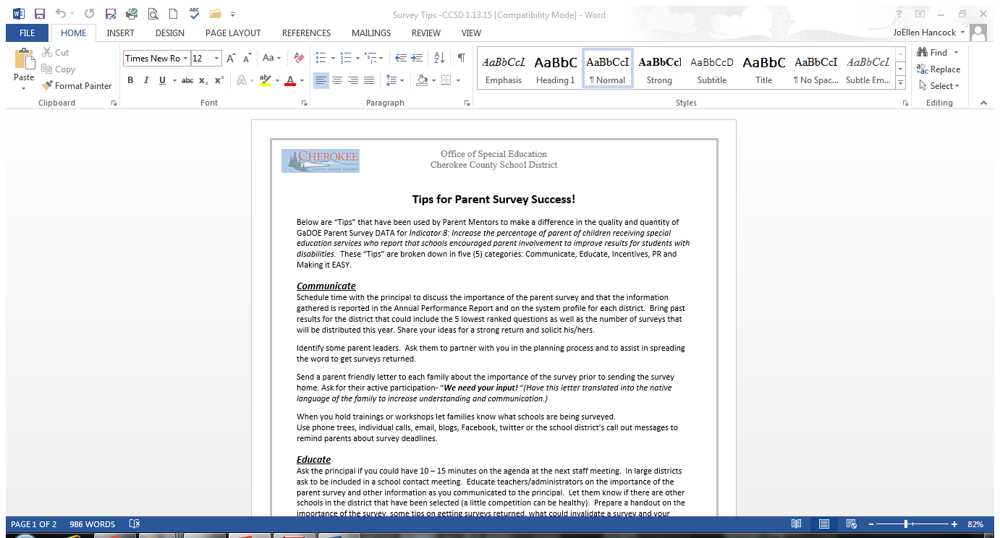 Survey Tips -CCSD 1.13.15 [Compatibility Mode] - Word
FILE HOME INSERT DESIGN PAGE LAYOUT REFERENCES MAILINGS REVIEW VIEW JoEllen Hancock
Paste
Cut
Copy
Format Painter
Clipboard
Times New Ro 12
Font
Paragraph
AaBbCcI AaBbC AaBbCcI AaBbCcI AaBbCcD AaBbC AaBbCcI AaBbCcI
Emphasis Heading 1 ¶ Normal Strong Subtitle Title ¶ No Spac... Subtle Em...
Styles
Find
Replace
Select
Editing
CHEROKEE
COUNTY SCHOOL DISTRICT
Office of Special Education
Cherokee County School District
Tips for Parent Survey Success!
Below are “Tips” that have been used by Parent Mentors to make a difference in the quality and quantity of
GaDOE Parent Survey DATA for Indicator 8: Increase the percentage of parent of children receiving special
education services who report that schools encouraged parent involvement to improve results for students with
disabilities.  These “Tips” are broken down in five (5) categories: Communicate, Educate, Incentives, PR and
Making it EASY.
Communicate
Schedule time with the principal to discuss the importance of the parent survey and that the information
gathered is reported in the Annual Performance Report and on the system profile for each district.  Bring past
results for the district that could include the 5 lowest ranked questions as well as the number of surveys that
will be distributed this year. Share your ideas for a strong return and solicit his/hers.
Identify some parent leaders.  Ask them to partner with you in the planning process and to assist in spreading
the word to get surveys returned.
Send a parent friendly letter to each family about the importance of the survey prior to sending the survey
home. Ask for their active participation- “We need your input! “(Have this letter translated into the native
language of the family to increase understanding and communication.)
When you hold trainings or workshops let families know what schools are being surveyed.
Use phone trees, individual calls, email, blogs, Facebook, twitter or the school district’s call out messages to
remind parents about survey deadlines.
Educate
Ask the principal if you could have 10 – 15 minutes on the agenda at the next staff meeting.  In large districts
ask to be included in a school contact meeting.  Educate teachers/administrators on the importance of the
parent survey and other information as you communicated to the principal.  Let them know if there are other
schools in the district that have been selected (a little competition can be healthy).  Prepare a handout on the
importance of the survey, some tips on getting surveys returned, what could invalidate a survey and your
PAGE 1 OF 2 986 WORDS 82%